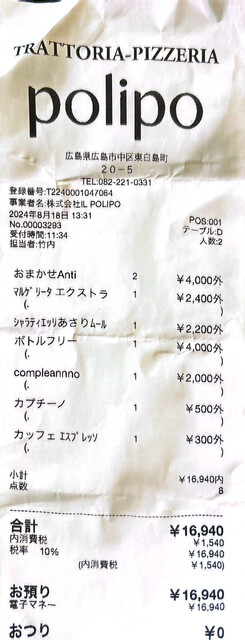 TRATTORIA-PIZZERIA
polipo
広島県広島市中区東白島町
20-5
TEL:082-221-0331
登録番号:T2240001047064
事業者名:株式会社IL POLIPO
2024年8月18日 13:31 POS:001
No.00003293 テーブル:D
受付時間:11:34 人数:2
担当者:竹内
おまかせAnti 2 ¥4,000外
マルゲリータ エクストラ 1 ¥2,400外
(. )
シャラティエッリあさりムール 1 ¥2,200外
ボトルフリー 1 ¥4,000外
(. )
compleannno 1 ¥2,000外
(. )
カプチーノ 1 ¥500外
(. )
カッフェ エスプレッソ 1 ¥300外
(. )
小計 ¥16,940内
点数 8
合計 ¥16,940
内消費税 ¥1,540
税率 10% ¥16,940
(内消費税 ¥1,540)
お預り ¥16,940
電子マネー ¥16,940
おつり ¥0